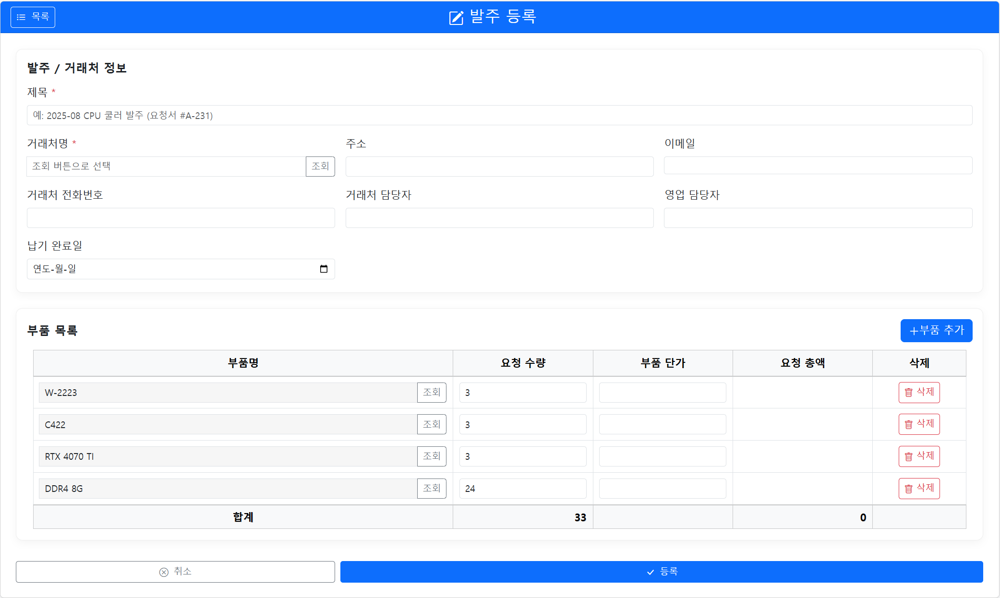 목록
발주 등록
발주 / 거래처 정보
제목 *
예: 2025-08 CPU 쿨러 발주 (요청서 #A-231)
거래처명 * 주소 이메일
조회 버튼으로 선택 조회
거래처 전화번호 거래처 담당자 영업 담당자
납기 완료일
연도-월-일
부품 목록 +부품 추가
부품명 요청 수량 부품 단가 요청 총액 삭제
W-2223 조회 3 삭제
C422 조회 3 삭제
RTX 4070 TI 조회 3 삭제
DDR4 8G 조회 24 삭제
합계 33 0
취소 등록